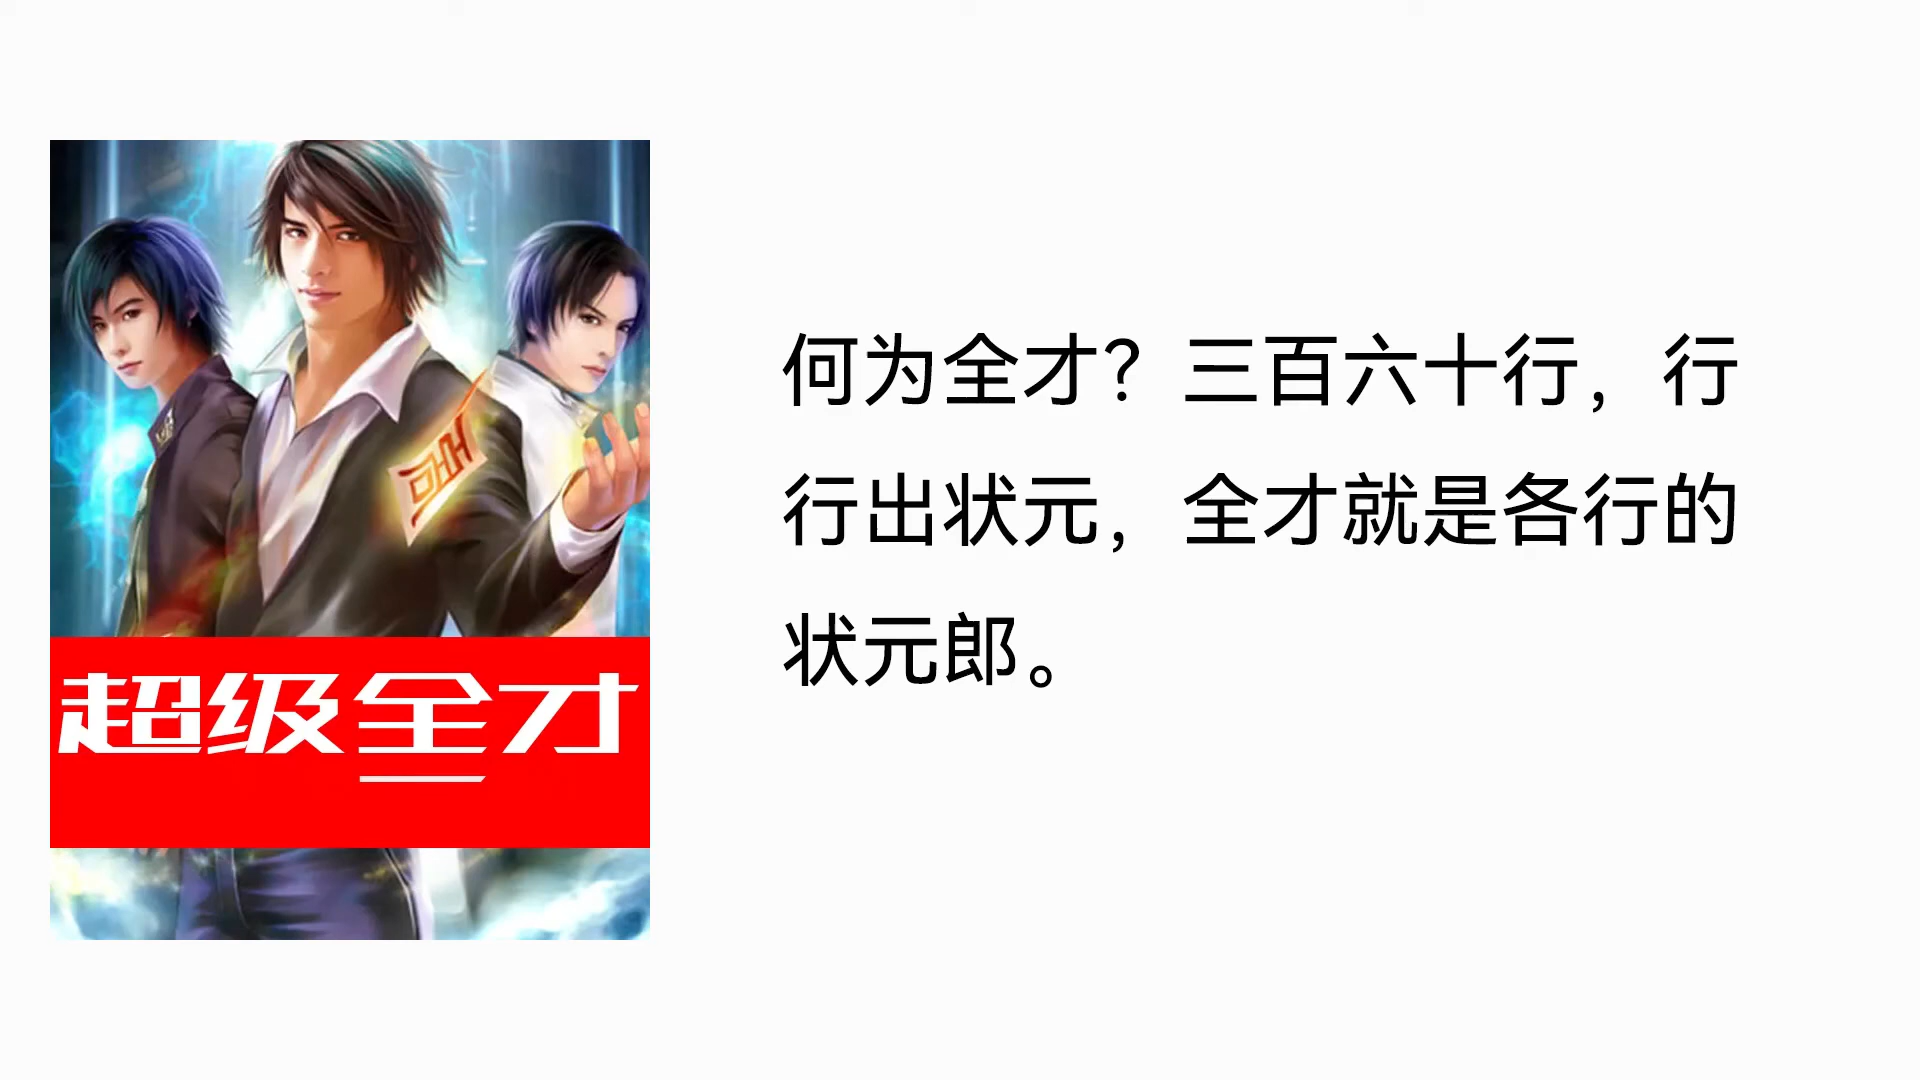 超级全才
何为全才？三百六十行，行
行出状元，全才就是各行的
状元郎。